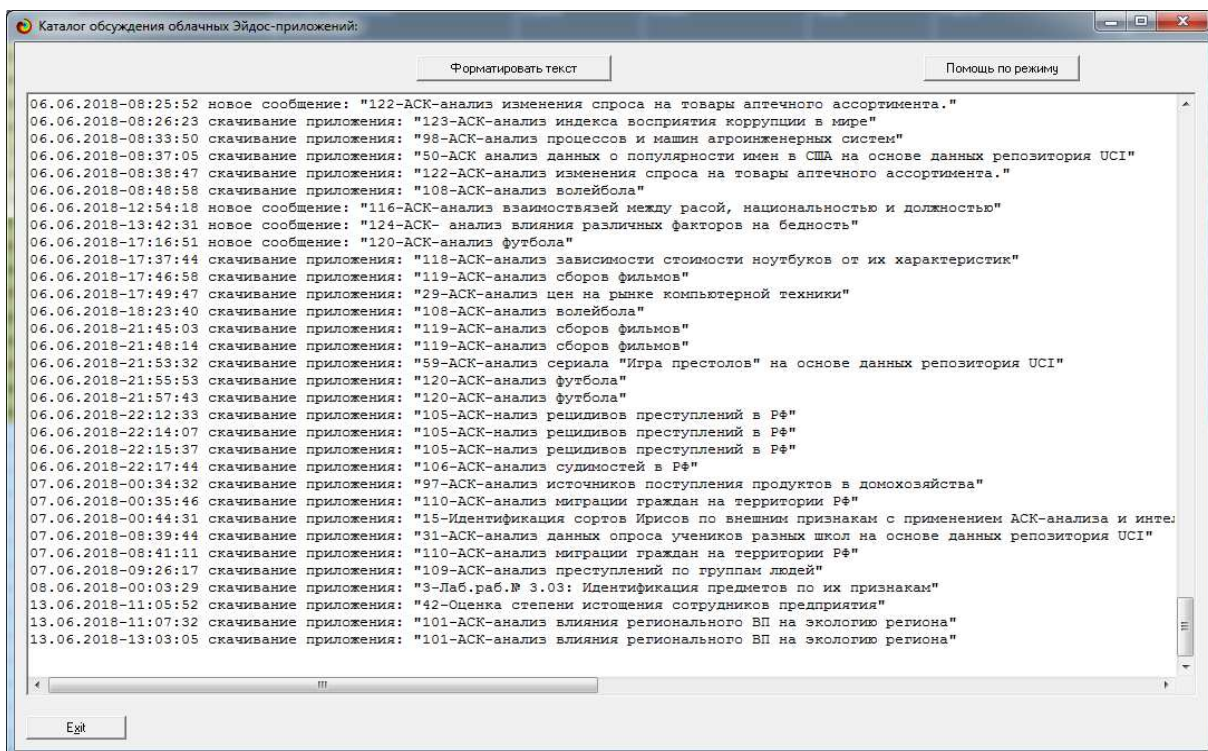 Каталог обсуждения облачных Эйдос-приложений:
Форматировать текст
Помощь по режиму
06.06.2018-08:25:52 новое сообщение: "122-АСК-анализ изменения спроса на товары аптечного ассортимента."
06.06.2018-08:26:23 скачивание приложения: "123-АСК-анализ индекса восприятия коррупции в мире"
06.06.2018-08:33:50 скачивание приложения: "98-АСК-анализ процессов и машин агроинженерных систем"
06.06.2018-08:37:05 скачивание приложения: "50-АСК анализ данных о популярности имен в США на основе данных репозитория UCI"
06.06.2018-08:38:47 скачивание приложения: "122-АСК-анализ изменения спроса на товары аптечного ассортимента."
06.06.2018-08:48:58 скачивание приложения: "108-АСК-анализ волейбола"
06.06.2018-12:54:18 новое сообщение: "116-АСК-анализ взаимоствязей между расой, национальностью и должностью"
06.06.2018-13:42:31 новое сообщение: "124-АСК- анализ влияния различных факторов на бедность"
06.06.2018-17:16:51 новое сообщение: "120-АСК-анализ футбола"
06.06.2018-17:37:44 скачивание приложения: "118-АСК-анализ зависимости стоимости ноутбуков от их характеристик"
06.06.2018-17:46:58 скачивание приложения: "119-АСК-анализ сборов фильмов"
06.06.2018-17:49:47 скачивание приложения: "29-АСК-анализ цен на рынке компьютерной техники"
06.06.2018-18:23:40 скачивание приложения: "108-АСК-анализ волейбола"
06.06.2018-21:45:03 скачивание приложения: "119-АСК-анализ сборов фильмов"
06.06.2018-21:48:14 скачивание приложения: "119-АСК-анализ сборов фильмов"
06.06.2018-21:53:32 скачивание приложения: "59-АСК-анализ сериала "Игра престолов" на основе данных репозитория UCI"
06.06.2018-21:55:53 скачивание приложения: "120-АСК-анализ футбола"
06.06.2018-21:57:43 скачивание приложения: "120-АСК-анализ футбола"
06.06.2018-22:12:33 скачивание приложения: "105-АСК-нализ рецидивов преступлений в РФ"
06.06.2018-22:14:07 скачивание приложения: "105-АСК-нализ рецидивов преступлений в РФ"
06.06.2018-22:15:37 скачивание приложения: "105-АСК-нализ рецидивов преступлений в РФ"
06.06.2018-22:17:44 скачивание приложения: "106-АСК-анализ судимостей в РФ"
07.06.2018-00:34:32 скачивание приложения: "97-АСК-анализ источников поступления продуктов в домохозяйства"
07.06.2018-00:35:46 скачивание приложения: "110-АСК-анализ миграции граждан на территории РФ"
07.06.2018-00:44:31 скачивание приложения: "15-Идентификация сортов Ирисов по внешним признакам с применением АСК-анализа и инте
07.06.2018-08:39:44 скачивание приложения: "31-АСК-анализ данных опроса учеников разных школ на основе данных репозитория UCI"
07.06.2018-08:41:11 скачивание приложения: "110-АСК-анализ миграции граждан на территории РФ"
07.06.2018-09:26:17 скачивание приложения: "109-АСК-анализ преступлений по группам людей"
08.06.2018-00:03:29 скачивание приложения: "3-Лаб.раб.№ 3.03: Идентификация предметов по их признакам"
13.06.2018-11:05:52 скачивание приложения: "42-Оценка степени истощения сотрудников предприятия"
13.06.2018-11:07:32 скачивание приложения: "101-АСК-анализ влияния регионального ВП на экологию региона"
13.06.2018-13:03:05 скачивание приложения: "101-АСК-анализ влияния регионального ВП на экологию региона"
Exit